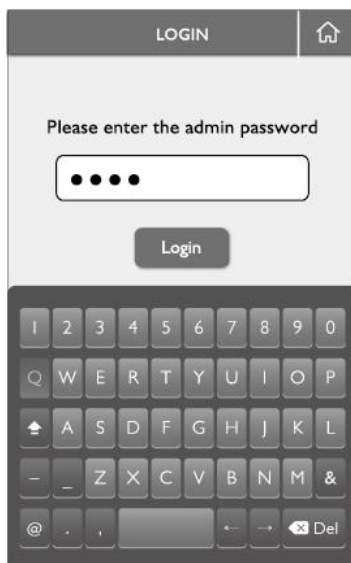 LOGIN
Please enter the admin password
••••
Login
1 2 3 4 5 6 7 8 9 0
Q W E R T Y U I O P
A S D F G H J K L
- _ Z X C V B N M &
@ . , ← → Del